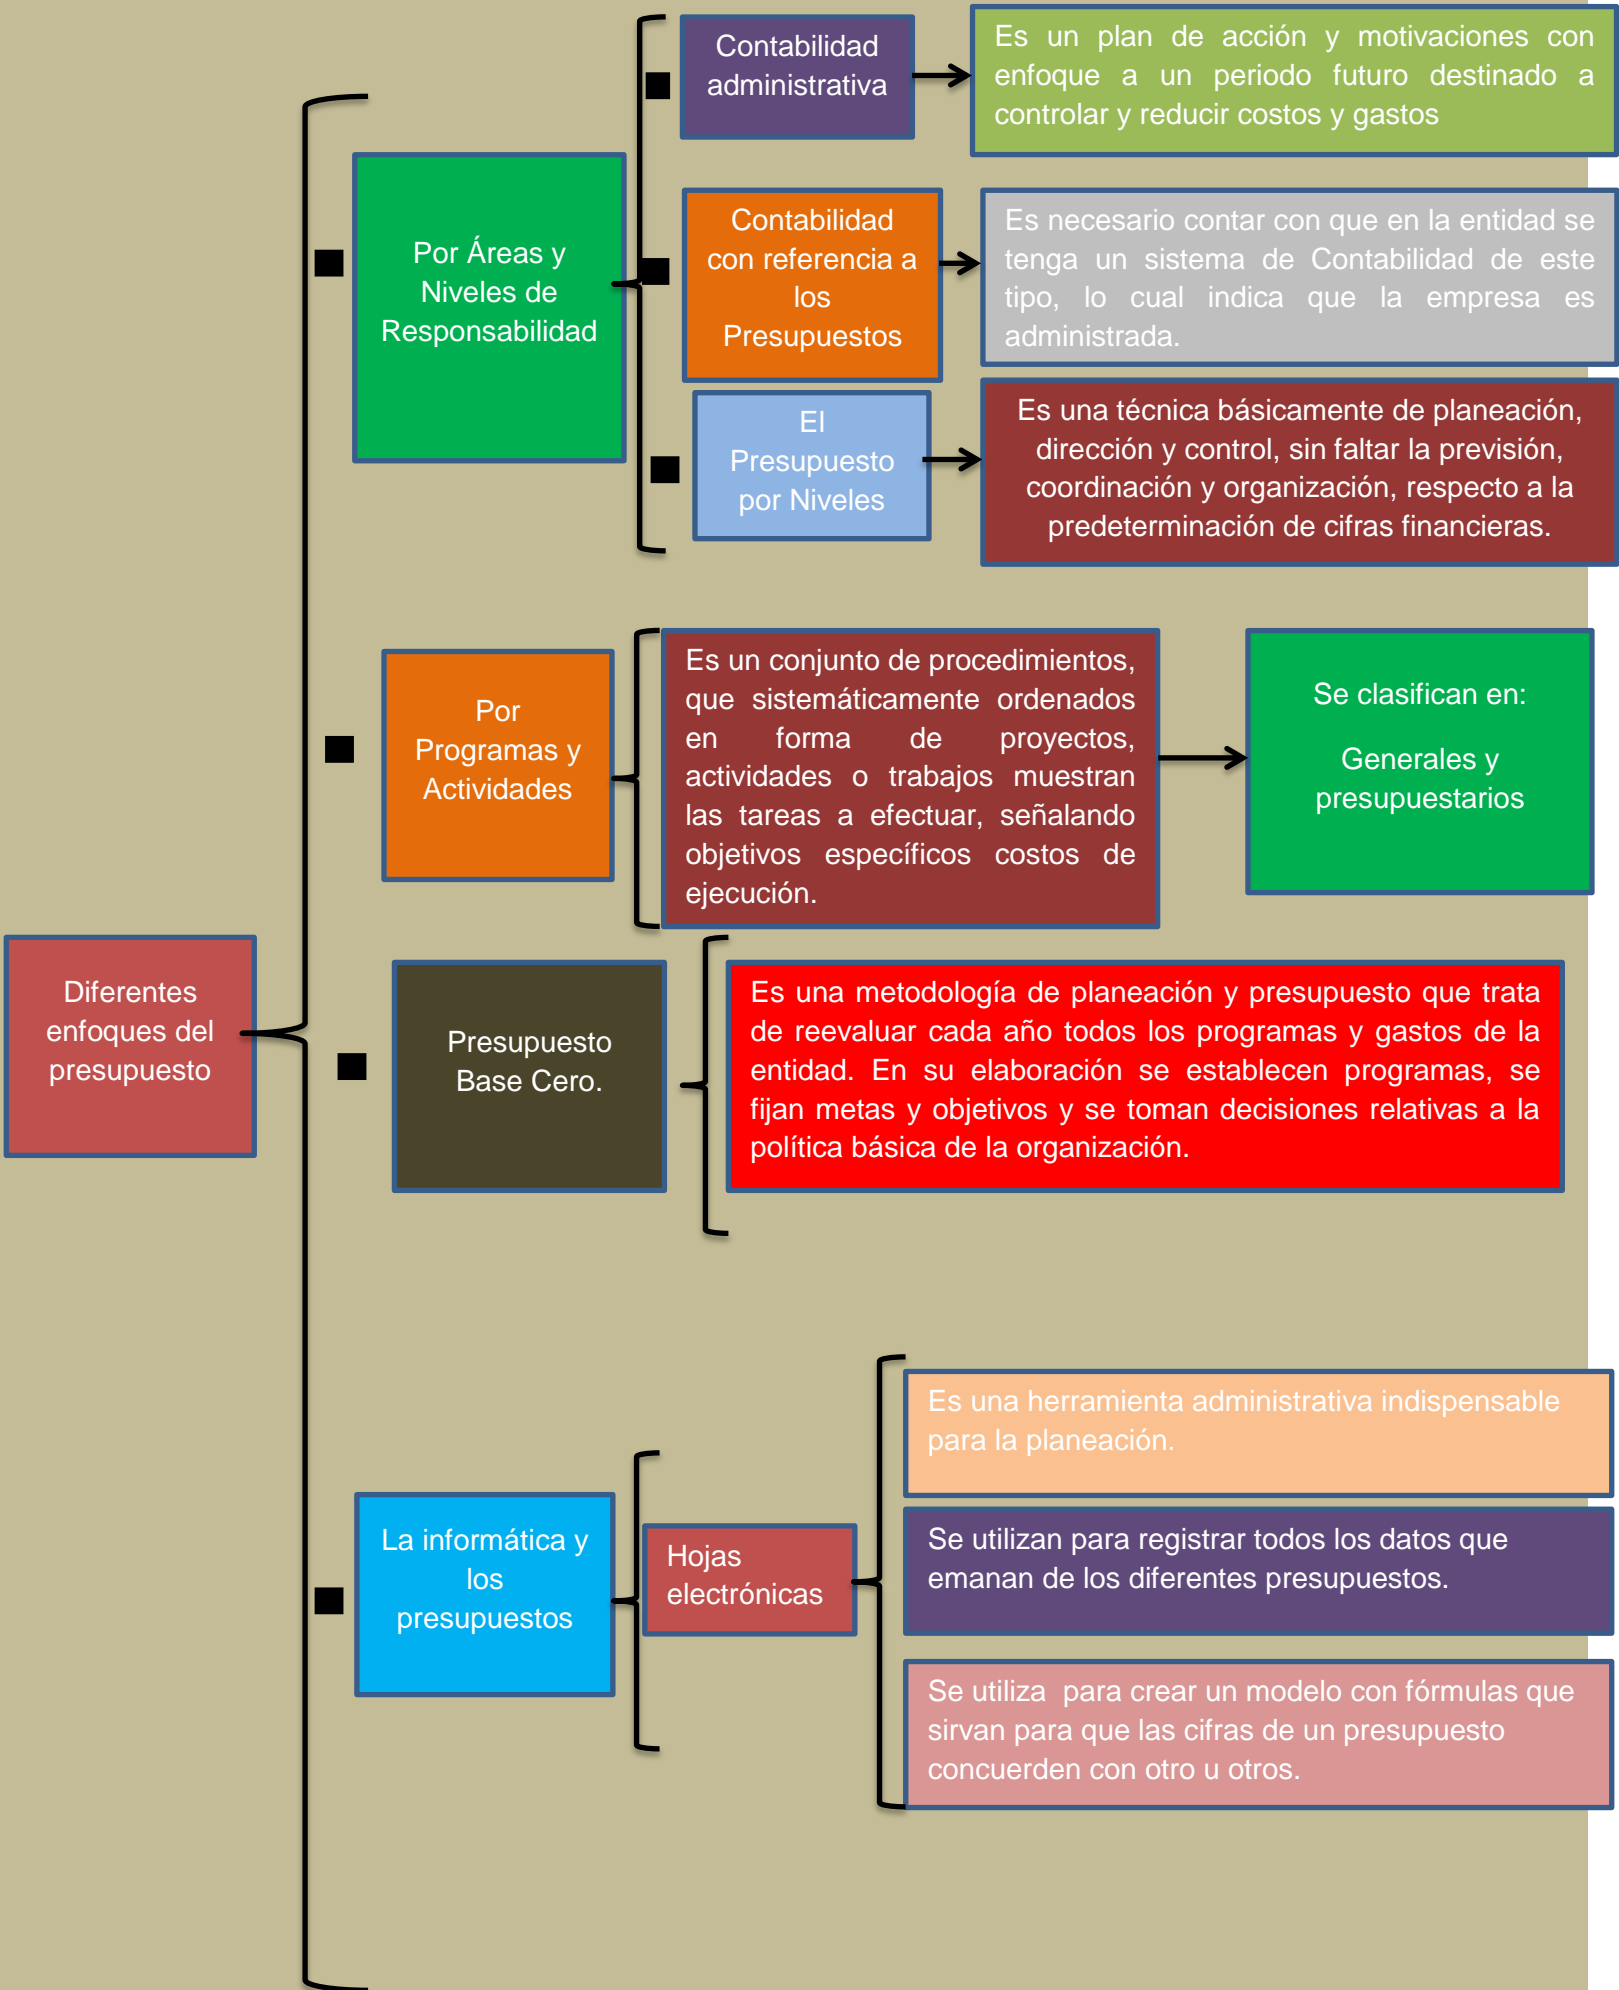 Diferentes
enfoques del
presupuesto
Por Áreas y
Niveles de
Responsabilidad
Contabilidad
administrativa
Es un plan de acción y motivaciones con
enfoque a un periodo futuro destinado a
controlar y reducir costos y gastos
Contabilidad
con referencia a
los
Presupuestos
Es necesario contar con que en la entidad se
tenga un sistema de Contabilidad de este
tipo, lo cual indica que la empresa es
administrada.
El
Presupuesto
por Niveles
Es una técnica básicamente de planeación,
dirección y control, sin faltar la previsión,
coordinación y organización, respecto a la
predeterminación de cifras financieras.
Por
Programas y
Actividades
Es un conjunto de procedimientos,
que sistemáticamente ordenados
en forma de proyectos,
actividades o trabajos muestran
las tareas a efectuar, señalando
objetivos específicos costos de
ejecución.
Se clasifican en:
Generales y
presupuestarios
Presupuesto
Base Cero.
Es una metodología de planeación y presupuesto que trata
de reevaluar cada año todos los programas y gastos de la
entidad. En su elaboración se establecen programas, se
fijan metas y objetivos y se toman decisiones relativas a la
política básica de la organización.
La informática y
los
presupuestos
Hojas
electrónicas
Es una herramienta administrativa indispensable
para la planeación.
Se utilizan para registrar todos los datos que
emanan de los diferentes presupuestos.
Se utiliza  para crear un modelo con fórmulas que
sirvan para que las cifras de un presupuesto
concuerden con otro u otros.